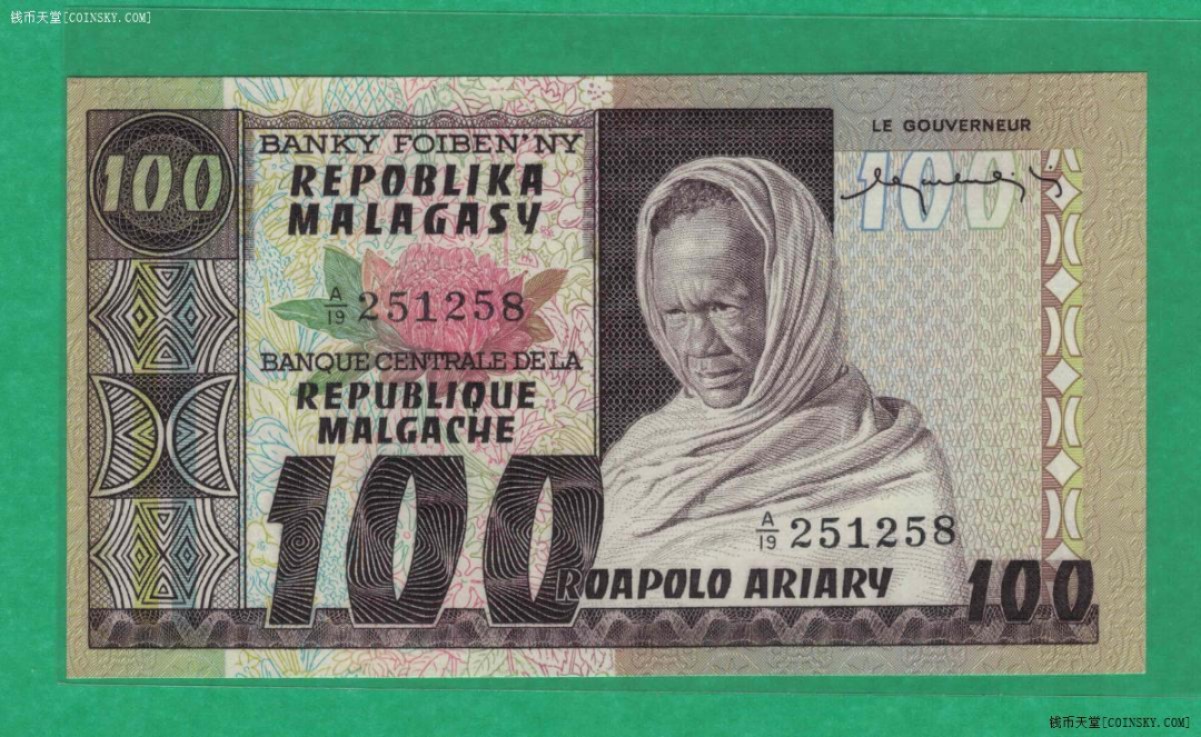 钱币天堂[COINSKY.COM]
LE GOUVERNEUR
100
BANKY FOIBEN'NY
REPOBLIKA
MALAGASY
100
A/19 251258
BANQUE CENTRALE DE LA
REPUBLIQUE
MALGACHE
100
A/19 251258
ROAPOLO ARIARY
100
钱币天堂[COINSKY.COM]